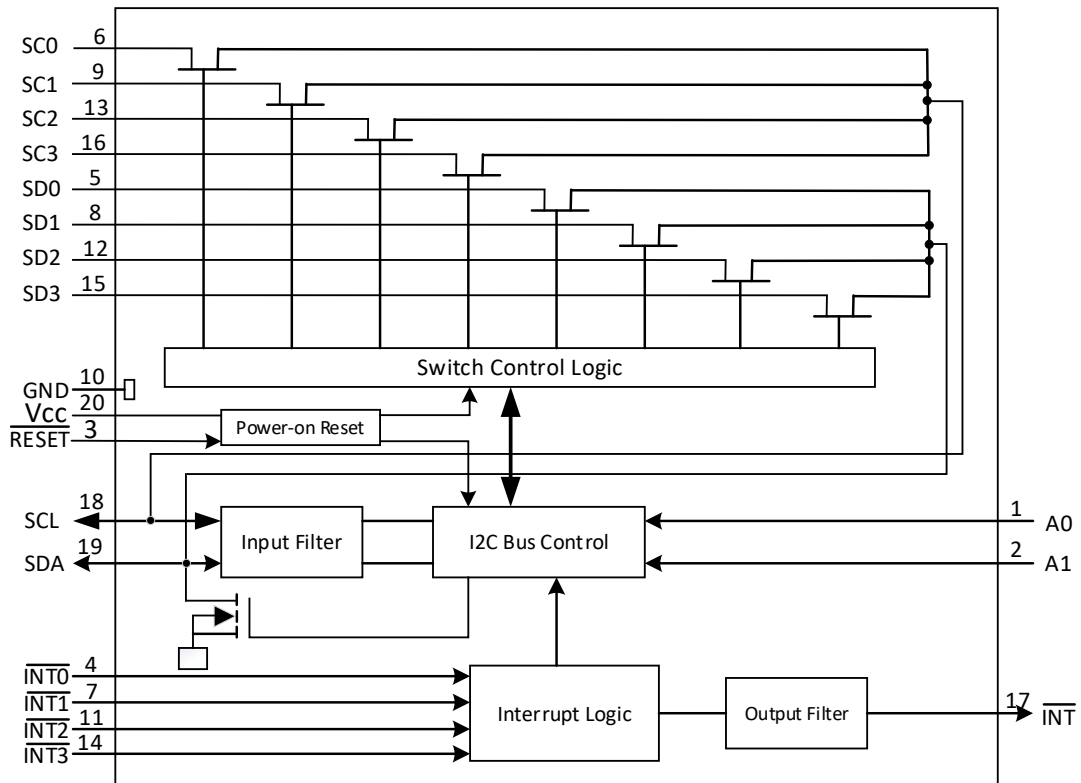 SC0 6
SC1 9
SC2 13
SC3 16
SD0 5
SD1 8
SD2 12
SD3 15
Switch Control Logic
GND 10
Vcc 20
RESET 3
Power-on Reset
SCL 18
SDA 19
Input Filter
I2C Bus Control
1 A0
2 A1
INT0 4
INT1 7
INT2 11
INT3 14
Interrupt Logic
Output Filter
17 INT